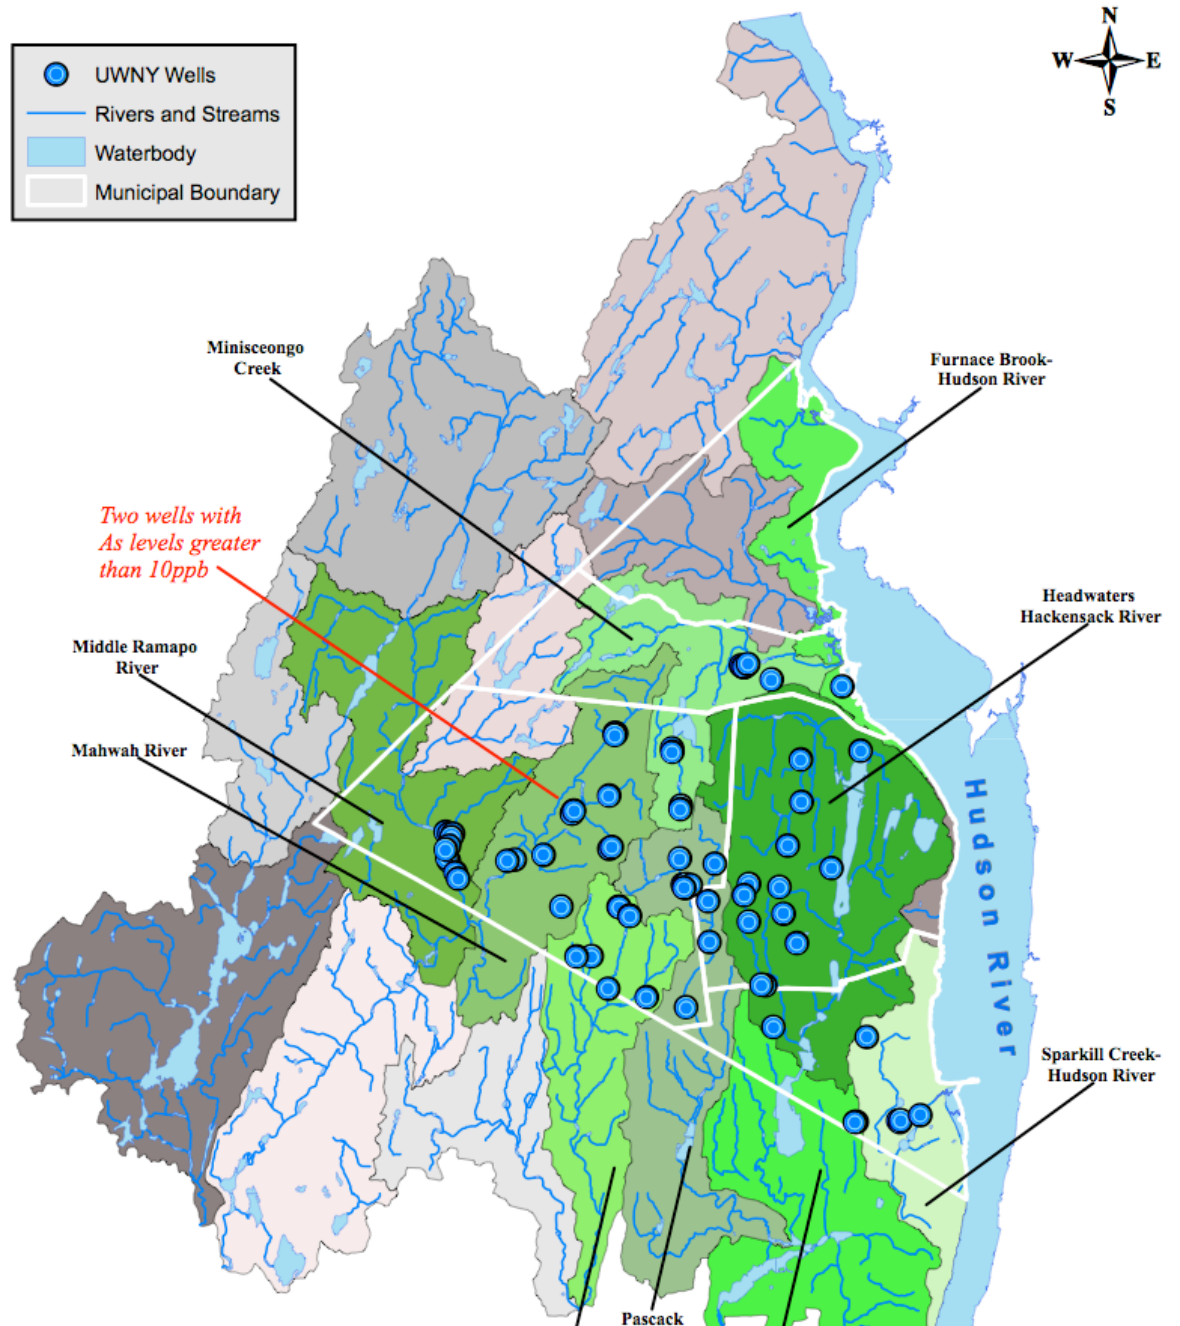 N
W E
S
UWNY Wells
Rivers and Streams
Waterbody
Municipal Boundary
Minisceongo
Creek
Furnace Brook-
Hudson River
Two wells with
As levels greater
than 10ppb
Headwaters
Hackensack River
Middle Ramapo
River
Mahwah River
Hudson River
Sparkill Creek-
Hudson River
Pascack